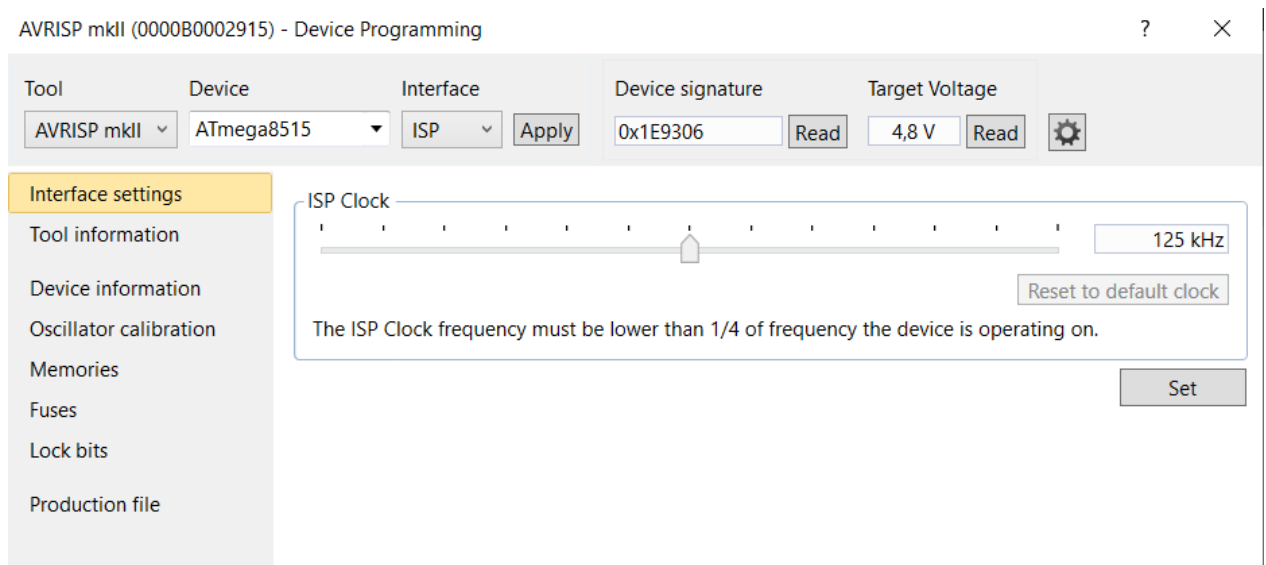 AVRISP mkII (0000B0002915) - Device Programming ?
Tool Device Interface Device signature Target Voltage
AVRISP mkII ATmega8515 ISP Apply 0x1E9306 Read 4,8 V Read
Interface settings
Tool information
Device information
Oscillator calibration
Memories
Fuses
Lock bits
Production file
ISP Clock
125 kHz
Reset to default clock
The ISP Clock frequency must be lower than 1/4 of frequency the device is operating on.
Set